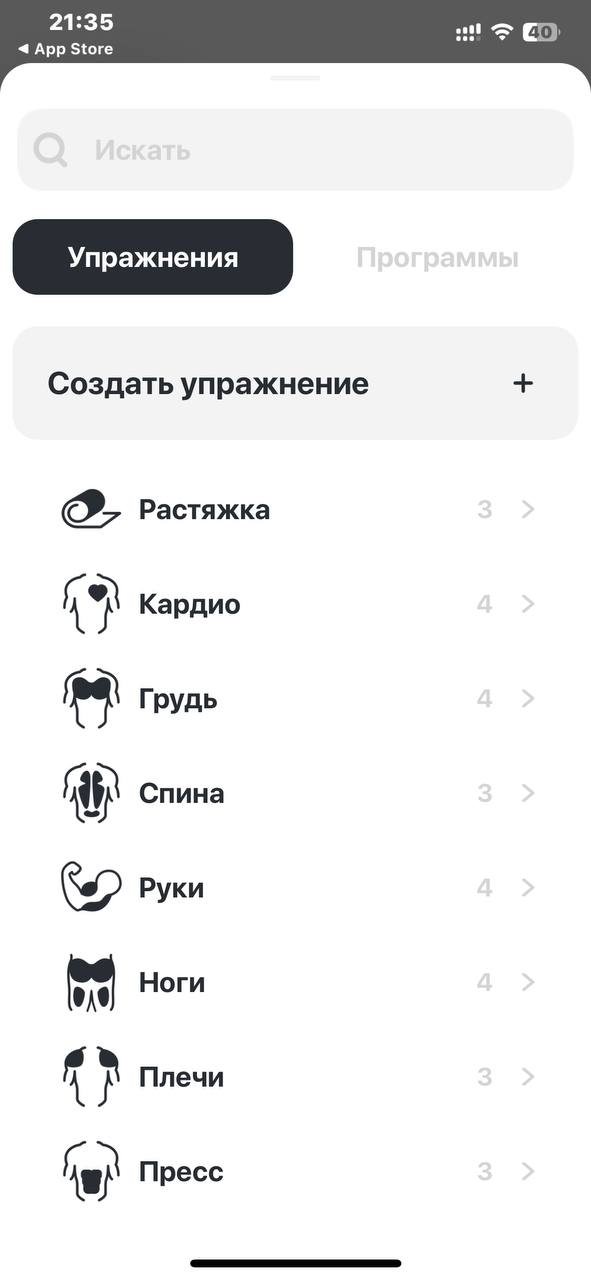 21:35
40
◀ App Store
Искать
Упражнения
Программы
Создать упражнение +
Растяжка 3
Кардио 4
Грудь 4
Спина 3
Руки 4
Ноги 4
Плечи 3
Пресс 3